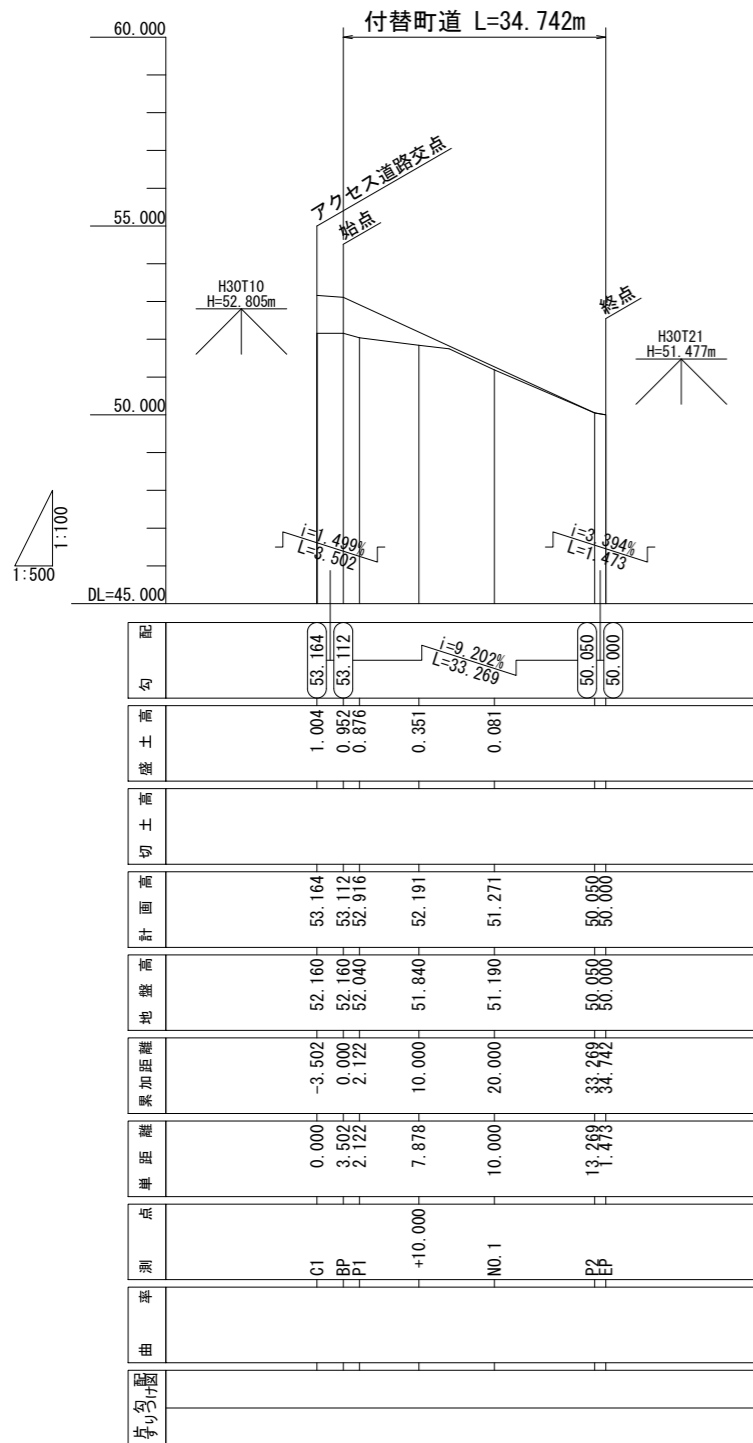 付替町道 L=34.742m
60.000
55.000
50.000
DL=45.000
アクセス道路交点
始点
終点
H30T10
H=52.805m
H30T21
H=51.477m
1:100
1:500
i=1.499%
L=3.502
i=3.394%
L=1.473
勾配
53.164
53.112
i=9.202%
L=33.269
50.050
50.000
盛土高
1.004
0.952
0.876
0.351
0.081
切土高
計画高
53.164
53.112
52.916
52.191
51.271
50.050
50.000
地盤高
52.160
52.160
52.040
51.840
51.190
50.050
50.000
累加距離
-3.502
0.000
2.122
10.000
20.000
33.269
34.742
単距離
0.000
3.502
2.122
7.878
10.000
13.269
1.473
測点
C1
BP
P1
+10.000
NO.1
P2
EP
曲率
片勾配
すりつけ図